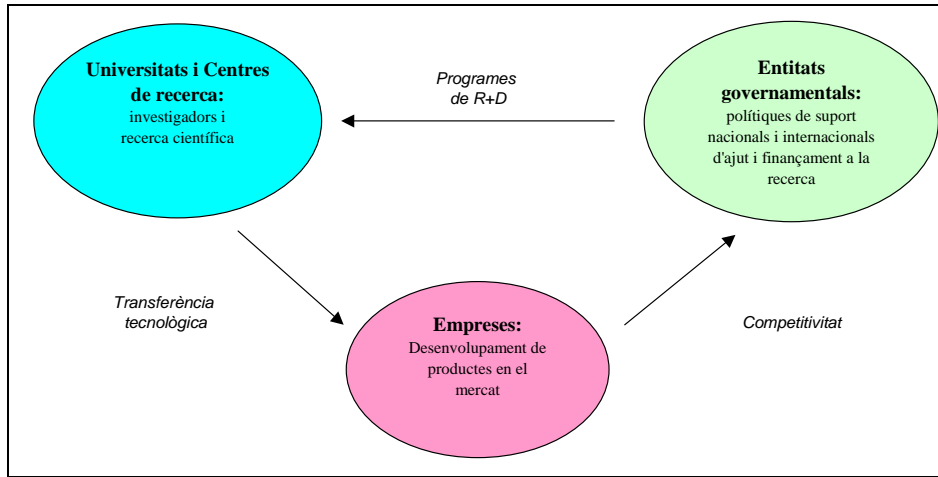 Universitats i Centres
de recerca:
investigadors i
recerca científica
Programes
de R+D
Entitats
governamentals:
polítiques de suport
nacionals i internacionals
d'ajut i finançament a la
recerca
Transferència
tecnològica
Empreses:
Desenvolupament de
productes en el
mercat
Competitivitat